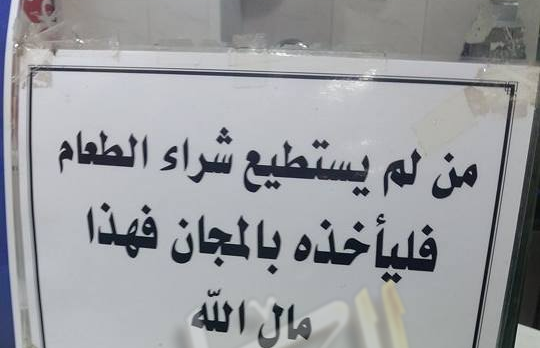 من لم يستطيع شراء الطعام
فليأخذه بالمجان فهذا
مال الله